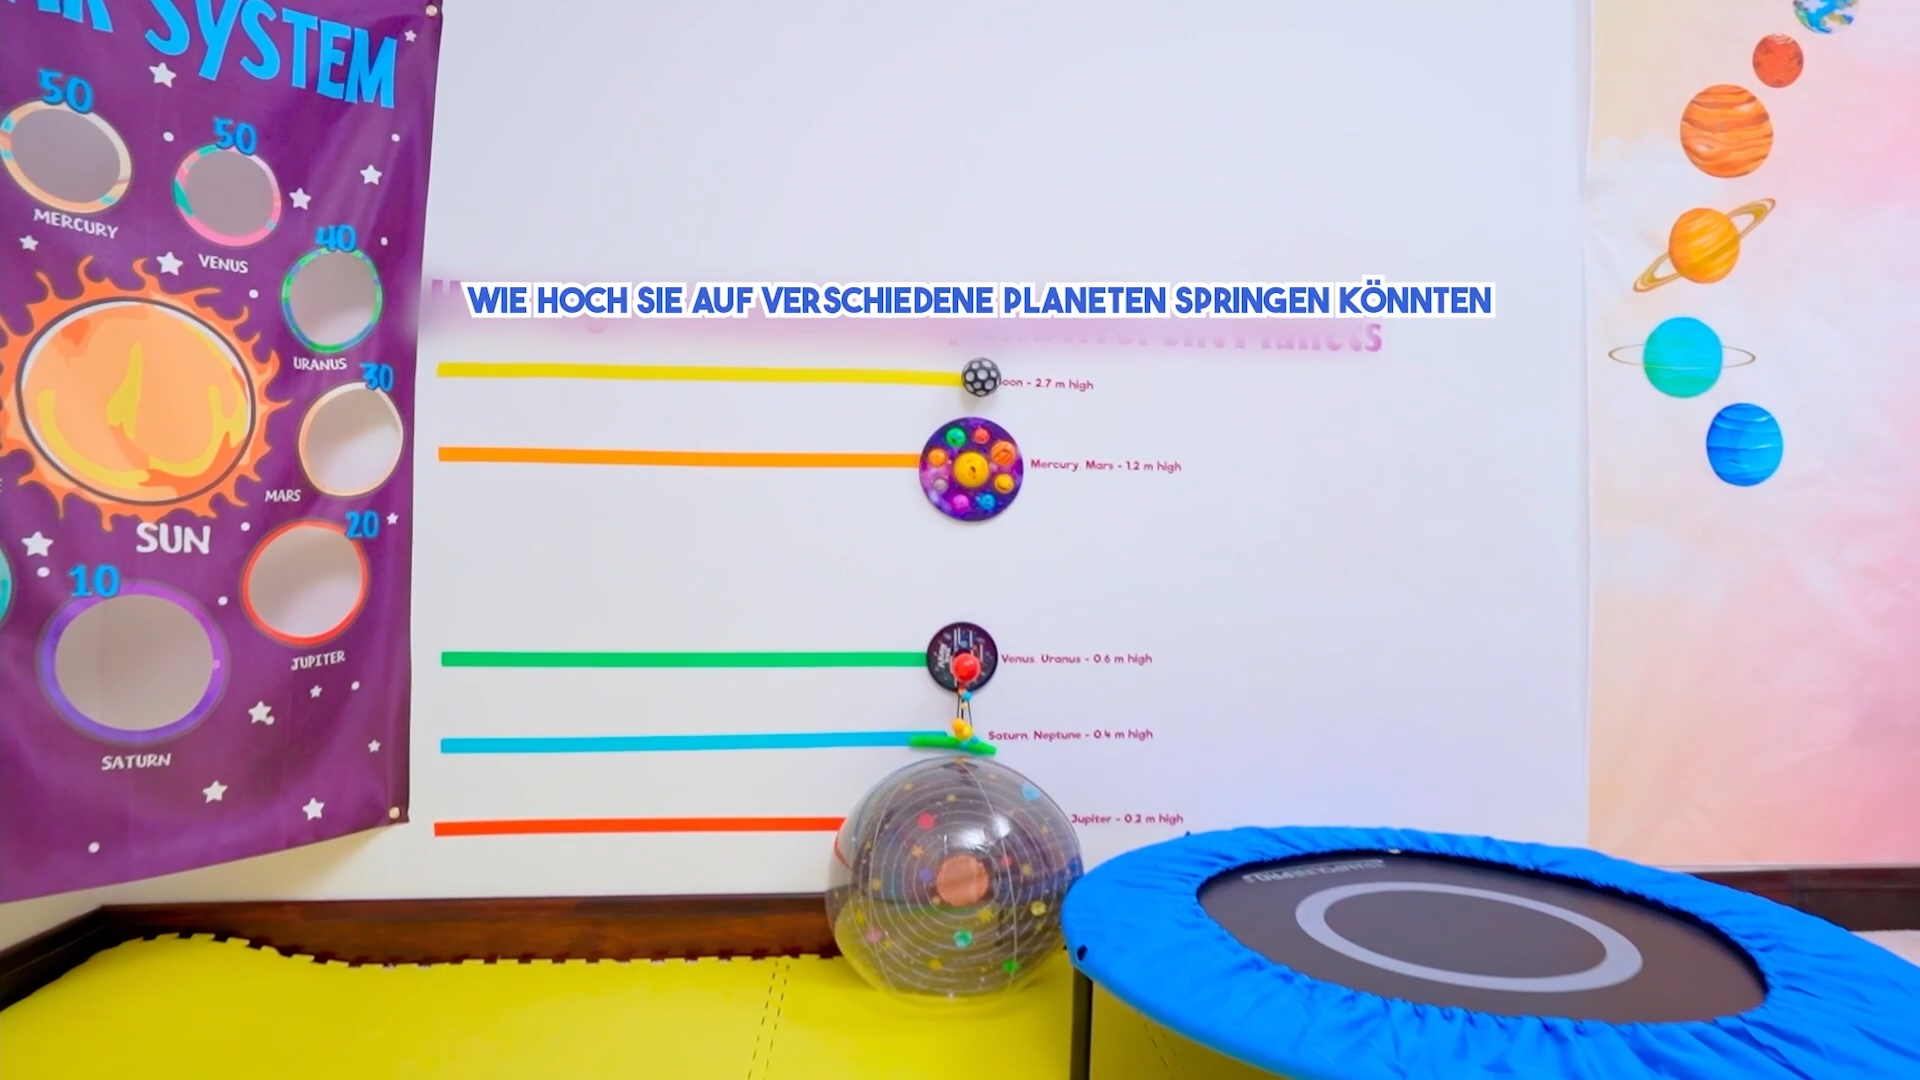 SYSTEM
50
MERCURY
50
VENUS
40
URANUS
30
MARS
SUN
20
JUPITER
10
SATURN
WIE HOCH SIE AUF VERSCHIEDENE PLANETEN SPRINGEN KÖNNTEN
oon - 2.7 m high
Mercury, Mars - 1.2 m high
Venus, Uranus - 0.6 m high
Saturn, Neptune - 0.4 m high
Jupiter - 0.2 m high